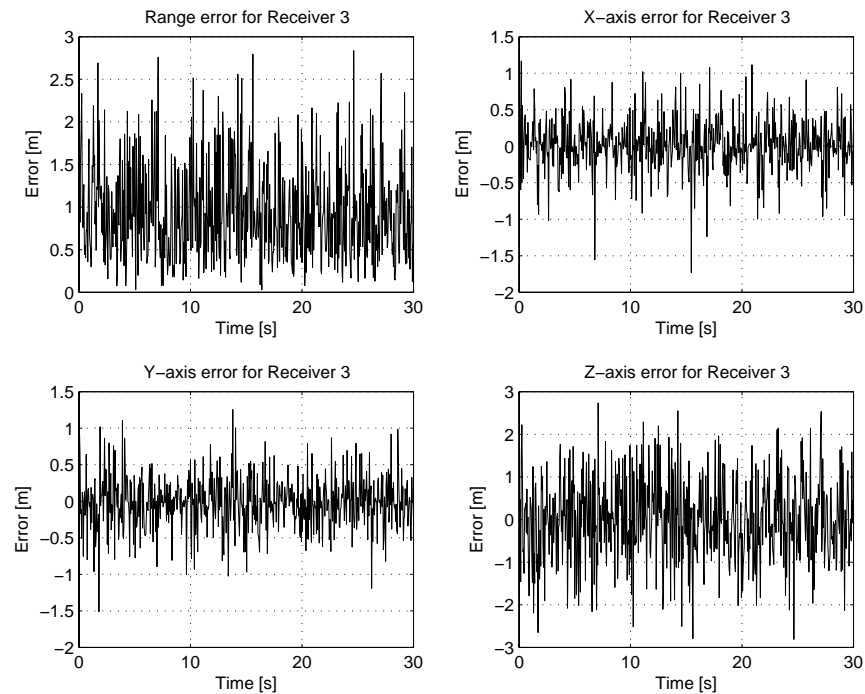 Range error for Receiver 3
3
2.5
2
1.5
1
0.5
0
Error [m]
0 10 20 30
Time [s]
X−axis error for Receiver 3
1.5
1
0.5
0
−0.5
−1
−1.5
−2
Error [m]
0 10 20 30
Time [s]
Y−axis error for Receiver 3
1.5
1
0.5
0
−0.5
−1
−1.5
−2
Error [m]
0 10 20 30
Time [s]
Z−axis error for Receiver 3
3
2
1
0
−1
−2
−3
Error [m]
0 10 20 30
Time [s]